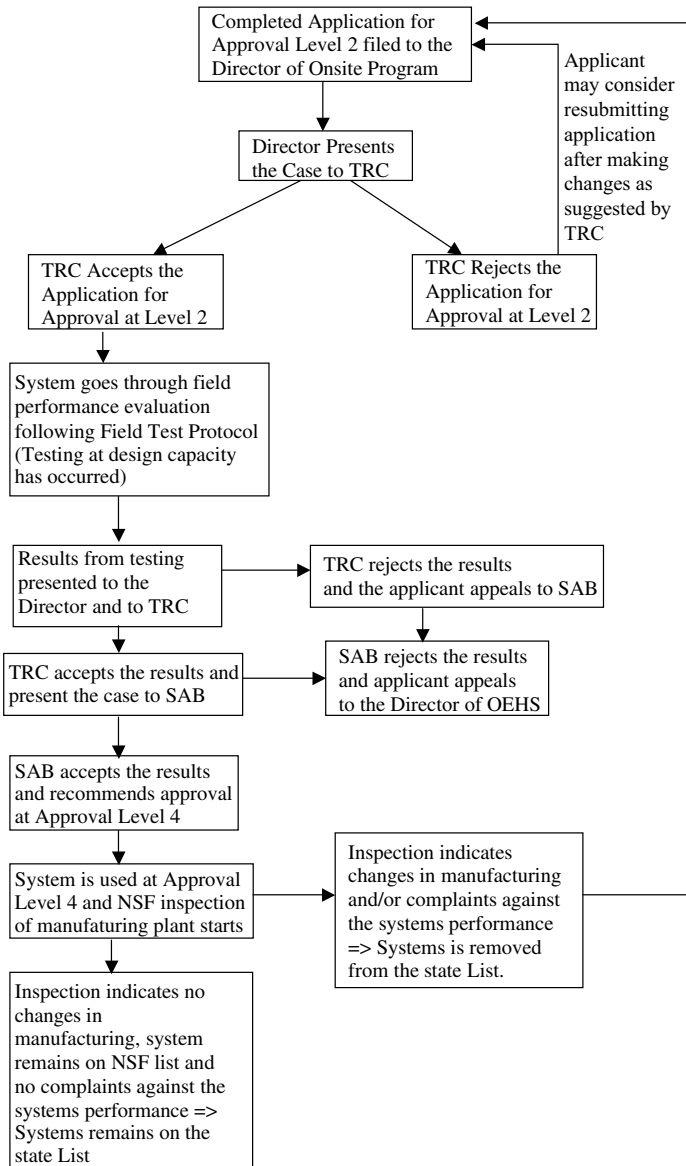 Completed Application for
Approval Level 2 filed to the
Director of Onsite Program
Applicant
may consider
resubmitting
application
after making
changes as
suggested by
TRC
Director Presents
the Case to TRC
TRC Accepts the
Application for
Approval at Level 2
TRC Rejects the
Application for
Approval at Level 2
System goes through field
performance evaluation
following Field Test Protocol
(Testing at design capacity
has occurred)
Results from testing
presented to the
Director and to TRC
TRC rejects the results
and the applicant appeals to SAB
TRC accepts the results and
present the case to SAB
SAB rejects the results
and applicant appeals
to the Director of OEHS
SAB accepts the results
and recommends approval
at Approval Level 4
System is used at Approval
Level 4 and NSF inspection
of manufaturing plant starts
Inspection indicates
changes in manufacturing
and/or complaints against
the systems performance
=> Systems is removed
from the state List.
Inspection indicates no
changes in
manufacturing, system
remains on NSF list and
no complaints against the
systems performance =>
Systems remains on the
state List